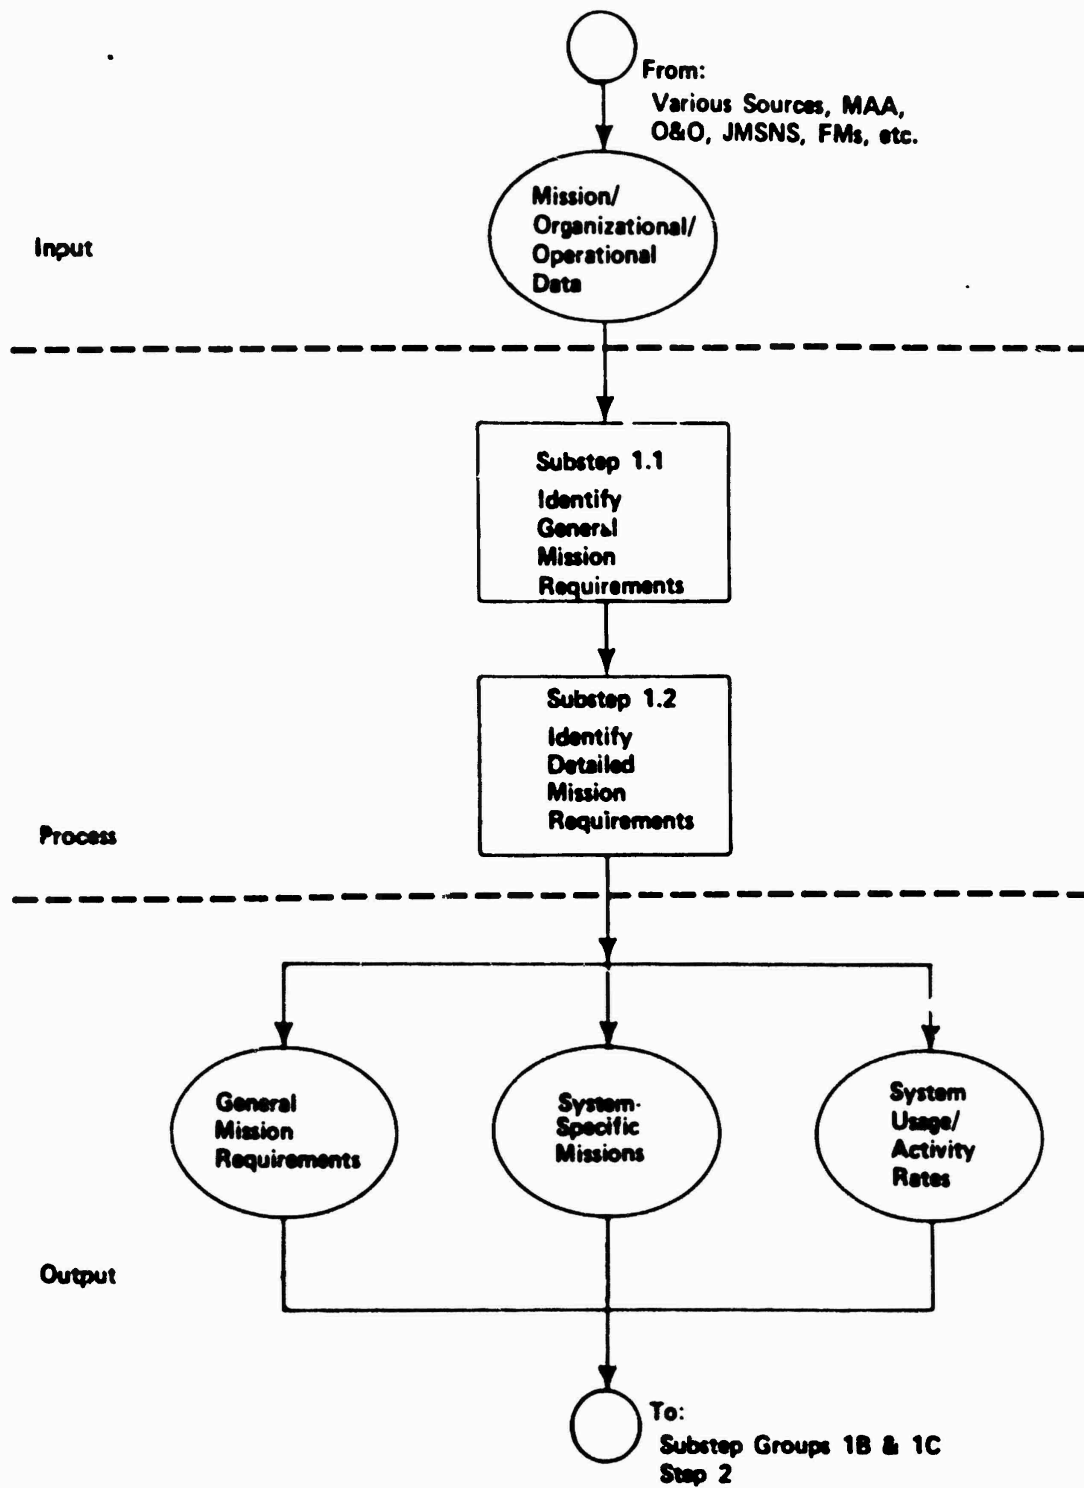 From:
Various Sources, MAA,
O&O, JMSNS, FMs, etc.
Mission/
Organizational/
Operational
Data
Input
Substep 1.1
Identify
General
Mission
Requirements
Substep 1.2
Identify
Detailed
Mission
Requirements
Process
General
Mission
Requirements
System-
Specific
Missions
System
Usage/
Activity
Rates
Output
To:
Substep Groups 1B & 1C
Step 2